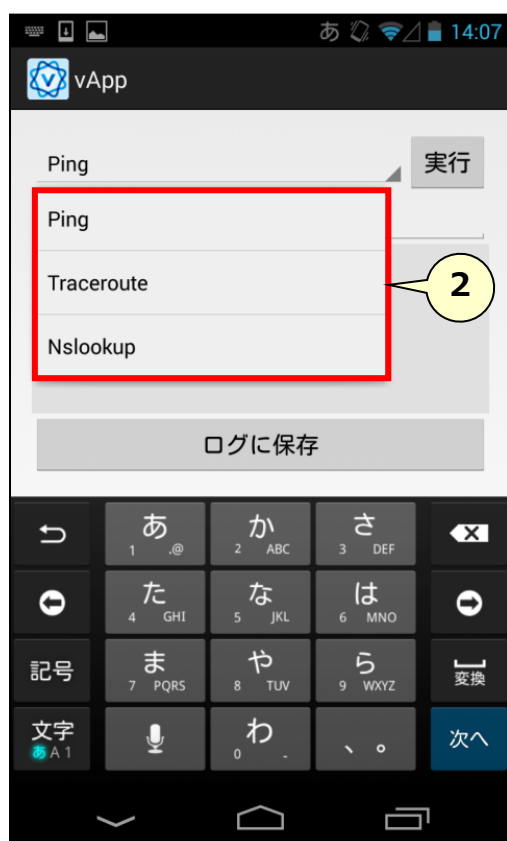 あ 14:07
vApp
Ping 実行
Ping
Traceroute
2
Nslookup
ログに保存
あ か さ
1 .@ 2 ABC 3 DEF
た な は
4 GHI 5 JKL 6 MNO
記号 ま や ら 変換
7 PQRS 8 TUV 9 WXYZ
文字 わ 、。 次へ
あA1 0 -